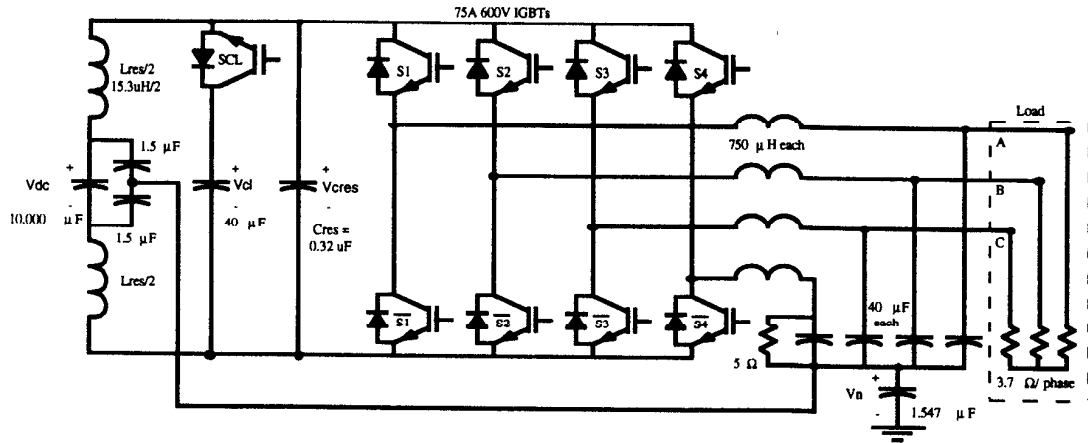 75A 600V IGBTs
Lres/2
15.3uH/2
SCL
S1
S2
S3
S4
Load
A
750 μH each
1.5 μF
+
Vdc
-
10.000 μF
+
Vcl
-
40 μF
+
Vcres
-
Cres =
0.32 uF
B
1.5 μF
C
Lres/2
S1
S2
S3
S4
40 μF
each
5 Ω
3.7 Ω/ phase
+
Vn
-
1.547 μF